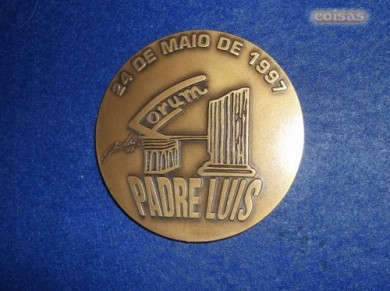 coisas
24 DE MAIO DE 1997
Forum
PADRE LUIS